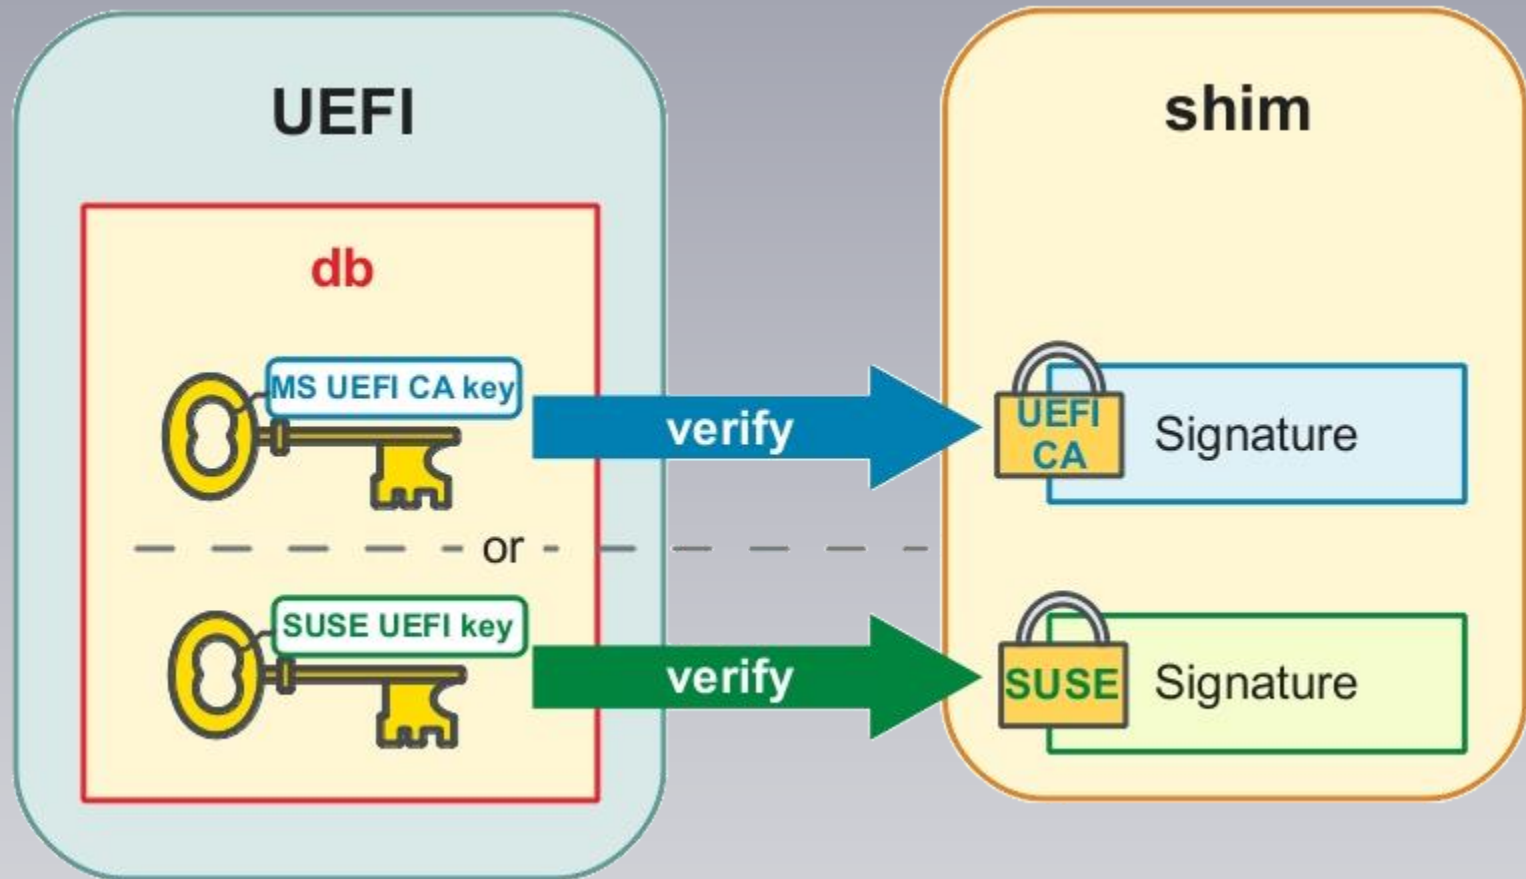 UEFI
shim
db
MS UEFI CA key
verify
UEFI
CA
Signature
or
SUSE UEFI key
verify
SUSE
Signature